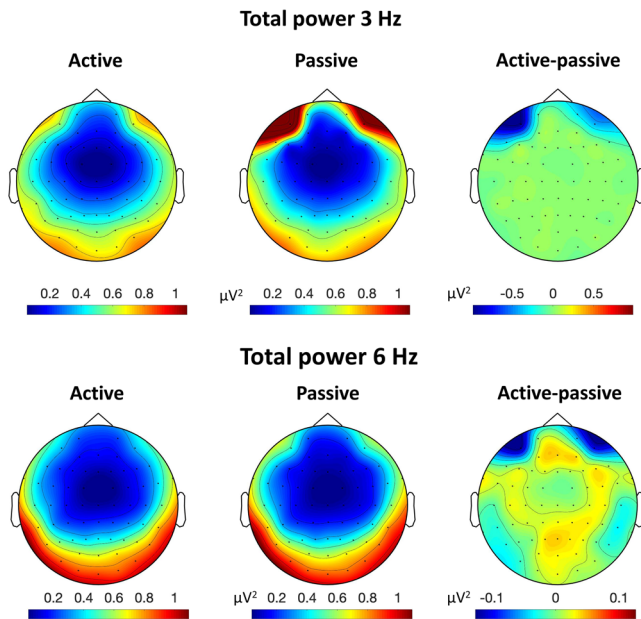 Total power 3 Hz
Active Passive Active-passive
0.2 0.4 0.6 0.8 1 μV² 0.2 0.4 0.6 0.8 1 μV² -0.5 0 0.5
Total power 6 Hz
Active Passive Active-passive
0.2 0.4 0.6 0.8 1 μV² 0.2 0.4 0.6 0.8 1 μV² -0.1 0 0.1